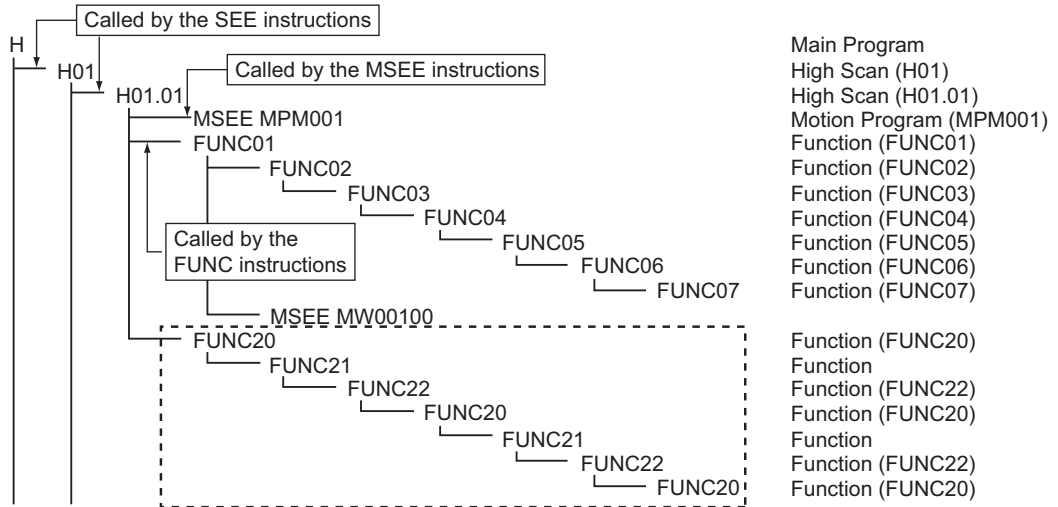 Called by the SEE instructions
H Main Program
H01 Called by the MSEE instructions High Scan (H01)
H01.01 High Scan (H01.01)
MSEE MPM001 Motion Program (MPM001)
FUNC01 Function (FUNC01)
FUNC02 Function (FUNC02)
FUNC03 Function (FUNC03)
FUNC04 Function (FUNC04)
Called by the
FUNC instructions
FUNC05 Function (FUNC05)
FUNC06 Function (FUNC06)
FUNC07 Function (FUNC07)
MSEE MW00100
FUNC20 Function (FUNC20)
FUNC21 Function
FUNC22 Function (FUNC22)
FUNC20 Function (FUNC20)
FUNC21 Function
FUNC22 Function (FUNC22)
FUNC20 Function (FUNC20)